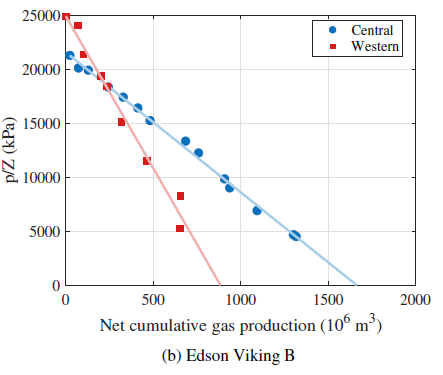 25000
20000
15000
10000
5000
0
p/Z (kPa)
Central
Western
0 500 1000 1500 2000
Net cumulative gas production (10⁶ m³)
(b) Edson Viking B